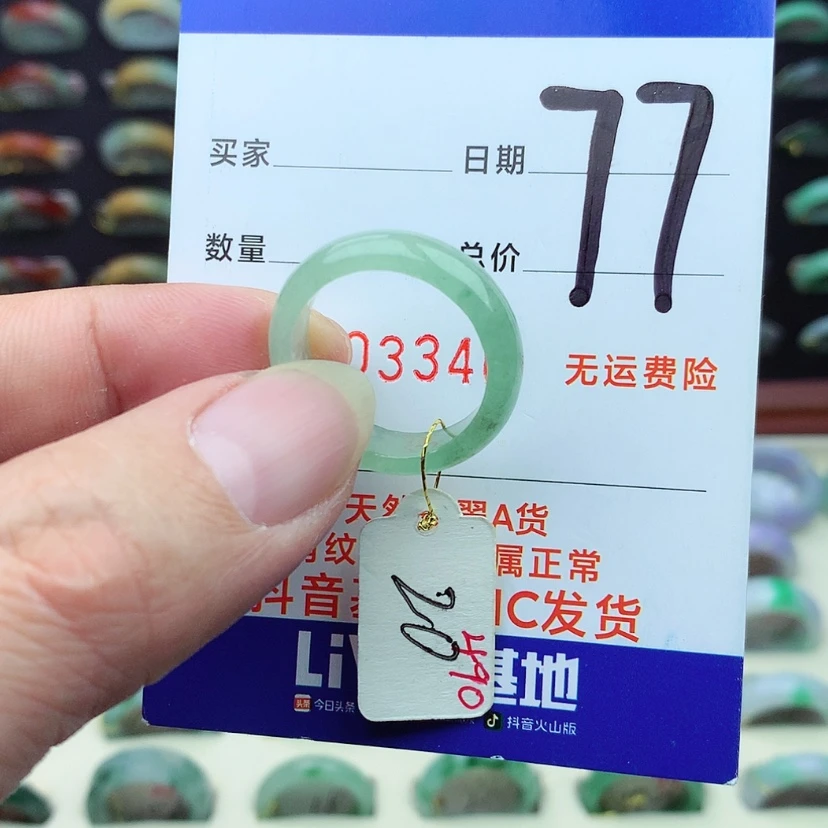 77
买家 日期
数量 总价
0334
无运费险
天 翡A货
纹 属正常
抖音 IC发货
LiV 基地
今日头条 抖音火山版
20
490